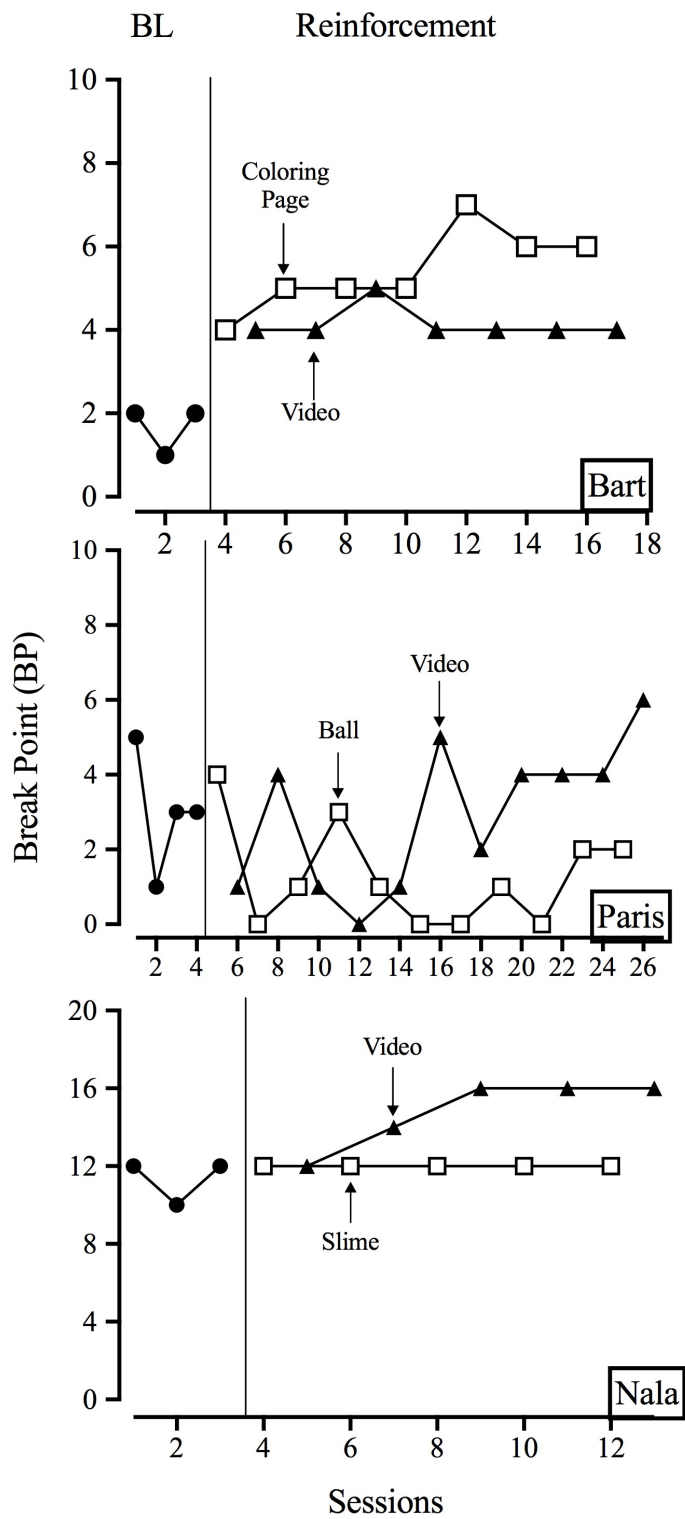 BL Reinforcement
10
8
Coloring
Page
6
4
Video
2
0
Bart
2 4 6 8 10 12 14 16 18
10
8
Video
6
Ball
4
2
0
Paris
2 4 6 8 10 12 14 16 18 20 22 24 26
Break Point (BP)
20
Video
16
12
Slime
8
4
0
Nala
2 4 6 8 10 12
Sessions